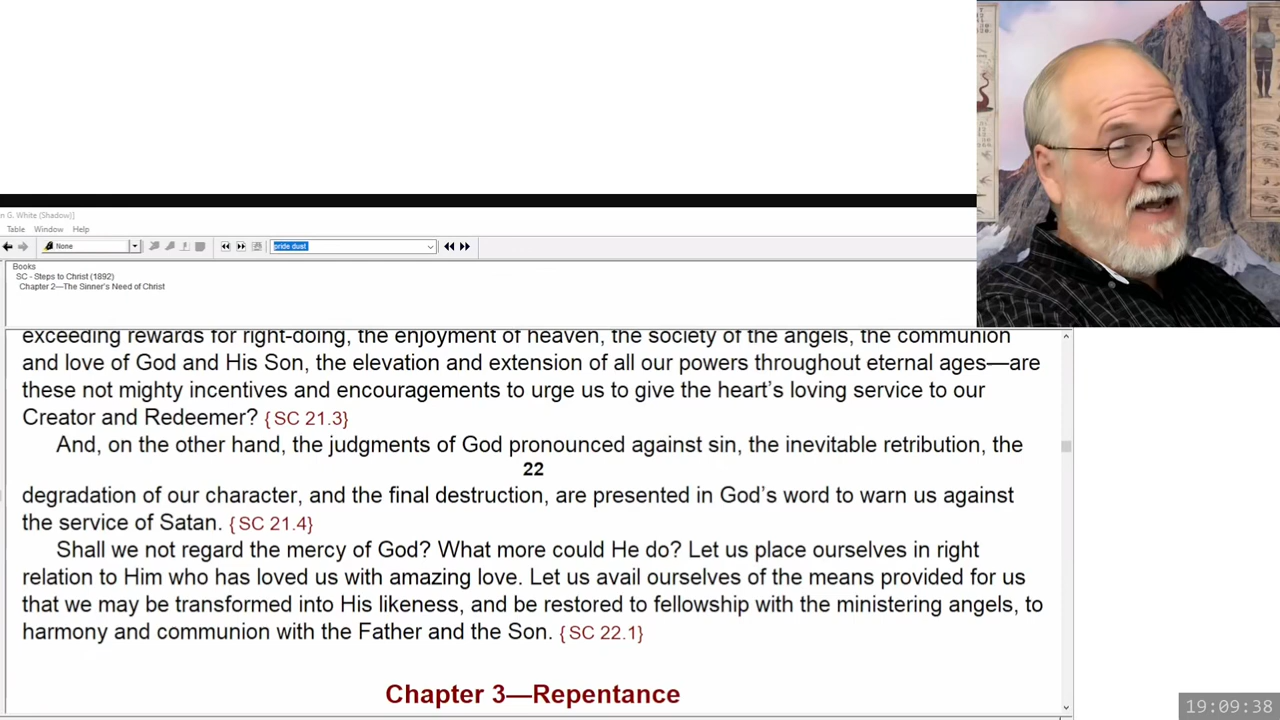 n G. White (Shadow)]
Table Window Help
None
pride dust
Books
SC - Steps to Christ (1892)
Chapter 2—The Sinner's Need of Christ
exceeding rewards for right-doing, the enjoyment of heaven, the society of the angels, the communion
and love of God and His Son, the elevation and extension of all our powers throughout eternal ages—are
these not mighty incentives and encouragements to urge us to give the heart's loving service to our
Creator and Redeemer? {SC 21.3}
And, on the other hand, the judgments of God pronounced against sin, the inevitable retribution, the
22
degradation of our character, and the final destruction, are presented in God's word to warn us against
the service of Satan. {SC 21.4}
Shall we not regard the mercy of God? What more could He do? Let us place ourselves in right
relation to Him who has loved us with amazing love. Let us avail ourselves of the means provided for us
that we may be transformed into His likeness, and be restored to fellowship with the ministering angels, to
harmony and communion with the Father and the Son. {SC 22.1}
Chapter 3—Repentance
19:09:38